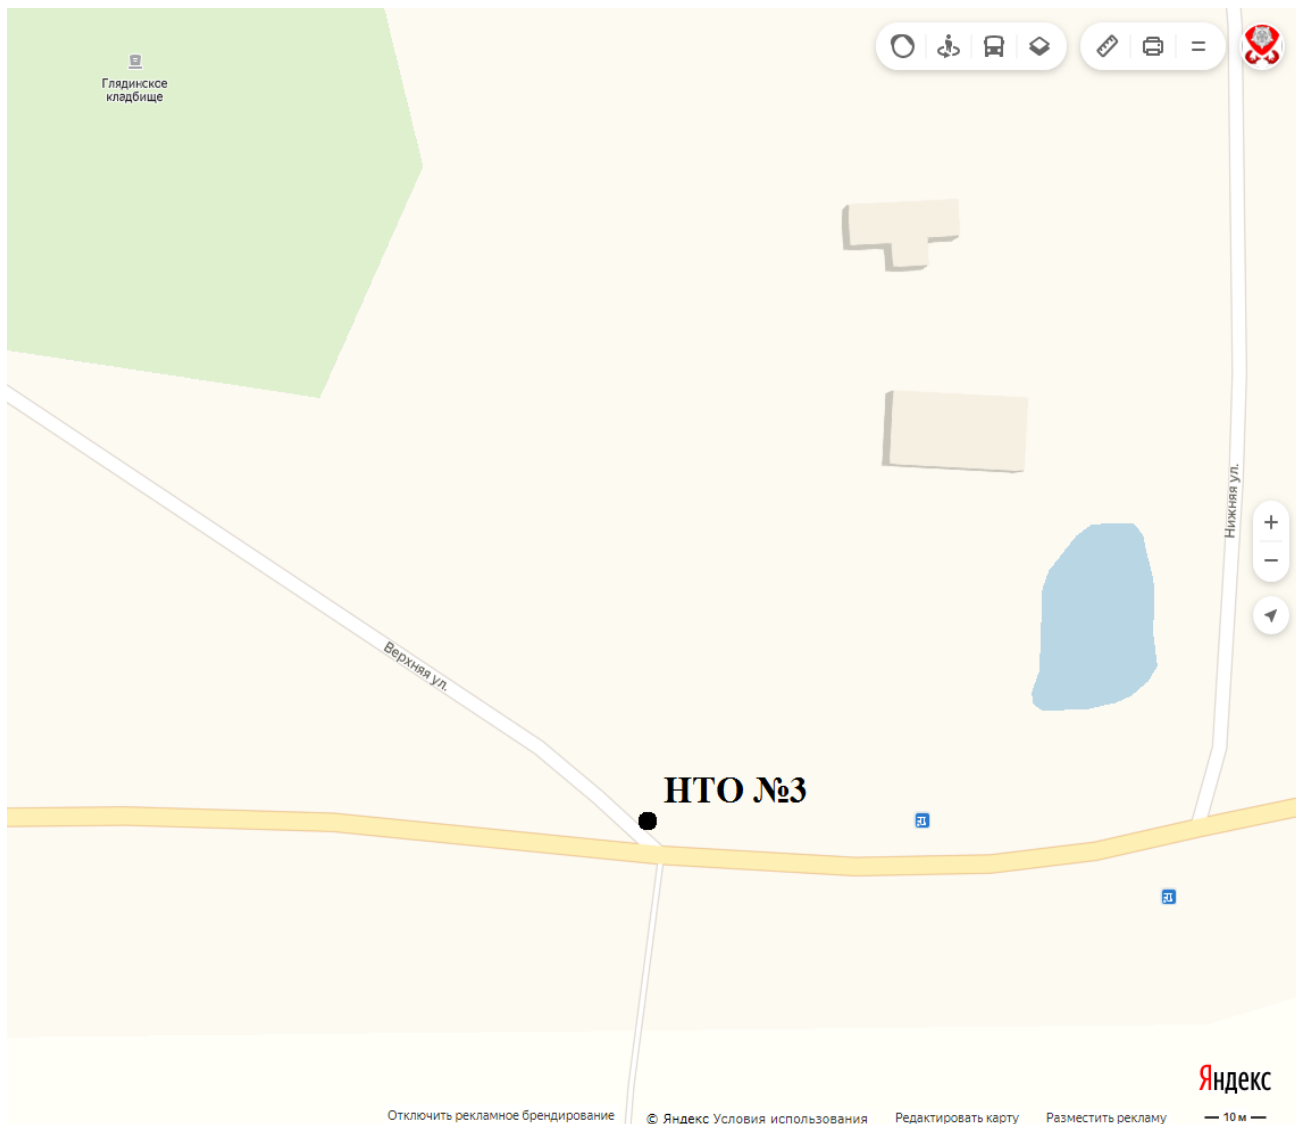 Глядинское
кладбище
Нижняя ул.
Верхняя ул.
НТО №3
Яндекс
Отключить рекламное брендирование © Яндекс Условия использования Редактировать карту Разместить рекламу 10 м